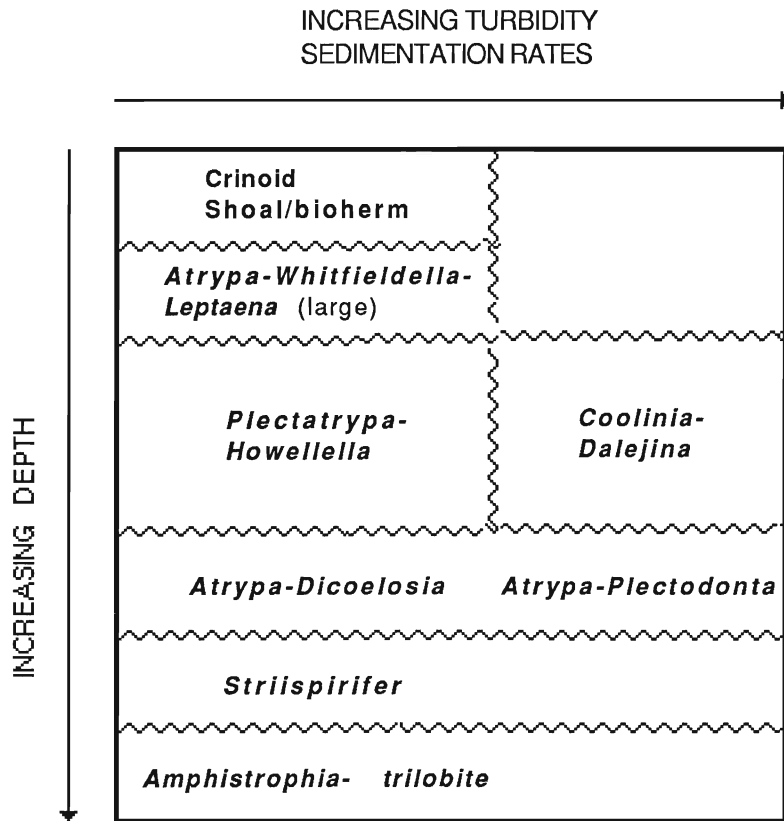 INCREASING TURBIDITY
SEDIMENTATION RATES
INCREASING DEPTH
Crinoid
Shoal/bioherm
Atrypa-Whitfieldella-
Leptaena (large)
Plectatrypa-
Howellella
Coolinia-
Dalejina
Atrypa-Dicoelosia
Atrypa-Plectodonta
Striispirifer
Amphistrophia- trilobite